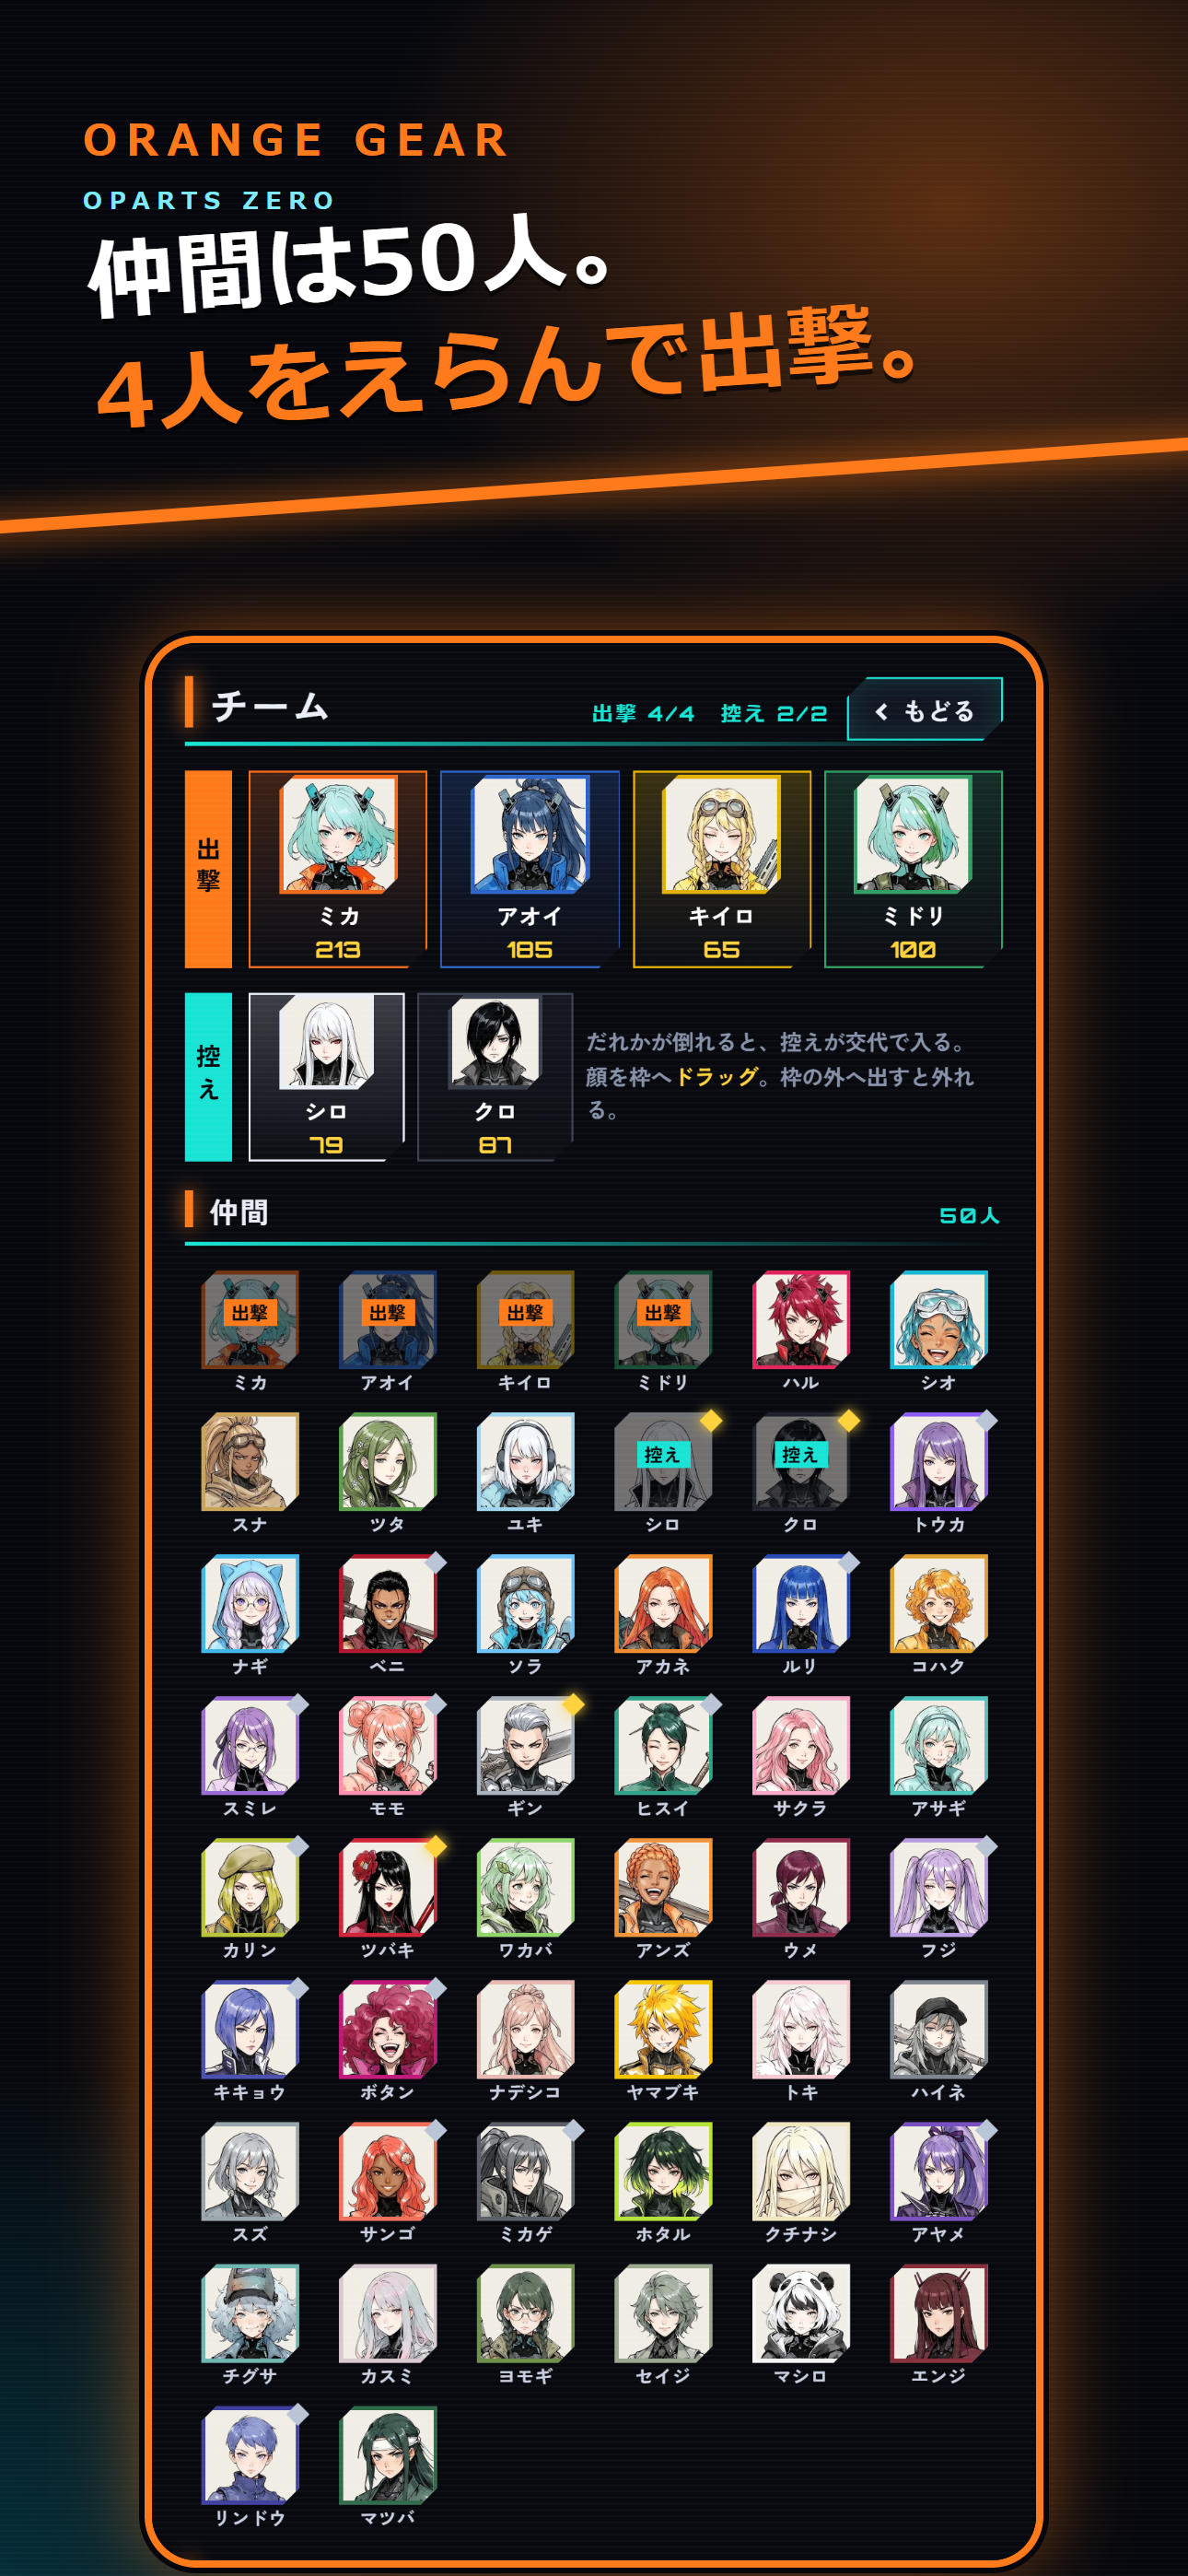 ORANGE GEAR
OPARTS ZERO
仲間は50人。
4人をえらんで出撃。
チーム
出撃 4/4 控え 2/2
もどる
出撃
ミカ
213
アオイ
185
キイロ
65
ミドリ
100
控え
シロ
79
クロ
87
だれかが倒れると、控えが交代で入る。
顔を枠へドラッグ。枠の外へ出すと外れ
る。
仲間
50人
出撃 出撃 出撃 出撃
ミカ アオイ キイロ ミドリ ハル シオ
控え 控え
スナ ツタ ユキ シロ クロ トウカ
ナギ ベニ ソラ アカネ ルリ コハク
スミレ モモ ギン ヒスイ サクラ アサギ
カリン ツバキ ワカバ アンズ ウメ フジ
キキョウ ボタン ナデシコ ヤマブキ トキ ハイネ
スズ サンゴ ミカゲ ホタル クチナシ アヤメ
チグサ カスミ ヨモギ セイジ マシロ エンジ
リンドウ マツバ